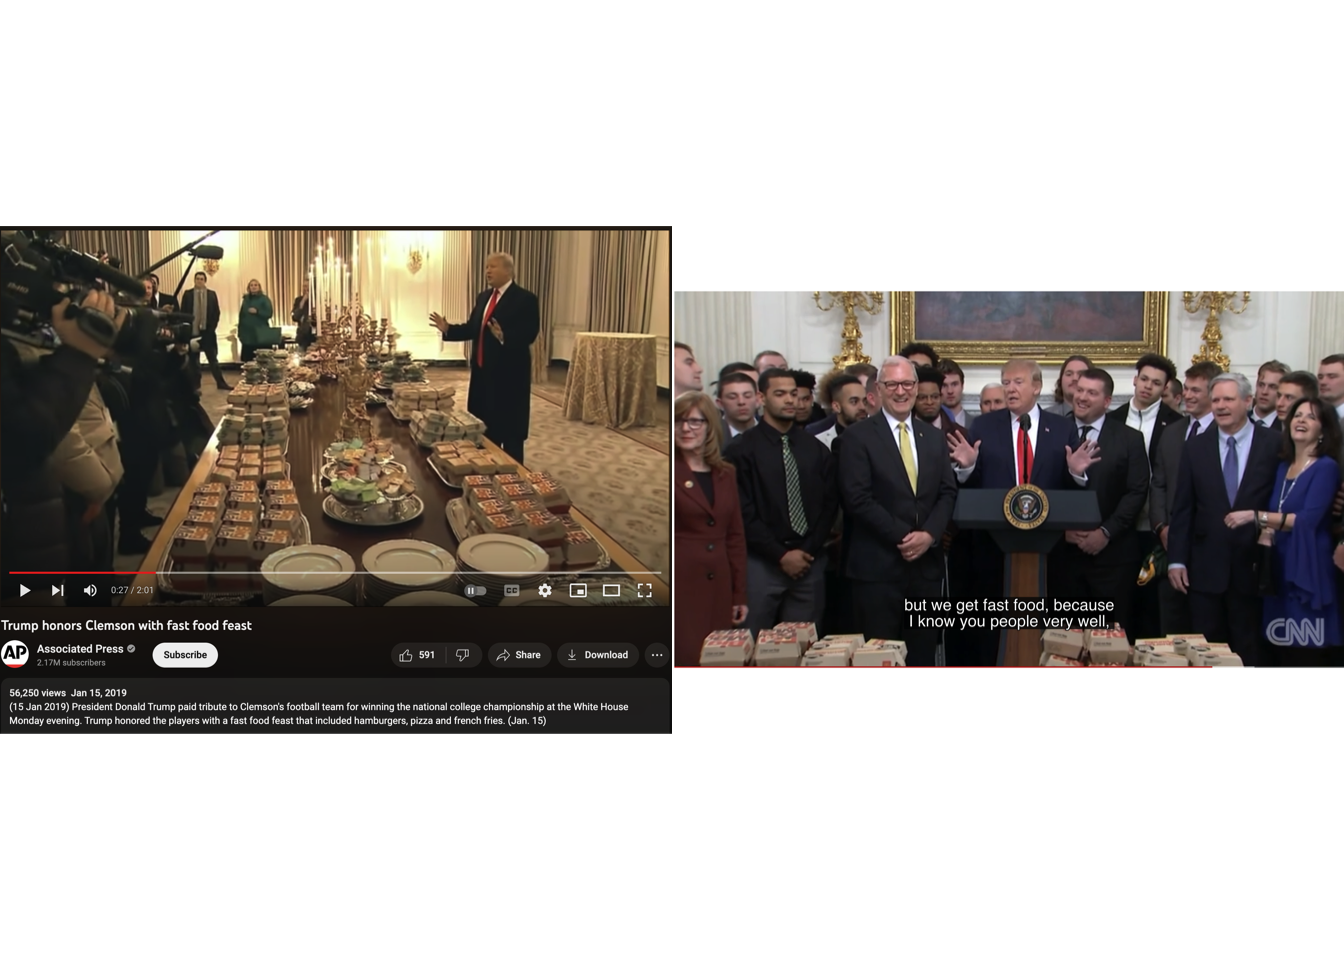 0:27 / 2:01
CC
Trump honors Clemson with fast food feast
AP
Associated Press
2.17M subscribers
Subscribe
591
Share
Download
56,250 views Jan 15, 2019
(15 Jan 2019) President Donald Trump paid tribute to Clemson's football team for winning the national college championship at the White House
Monday evening. Trump honored the players with a fast food feast that included hamburgers, pizza and french fries. (Jan. 15)
but we get fast food, because
I know you people very well,
CNN